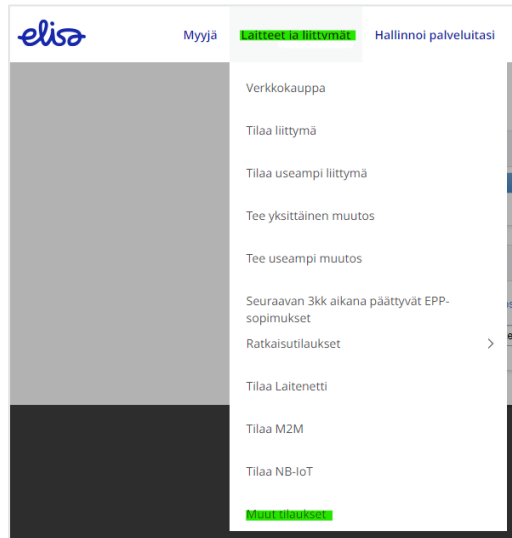 elisa
Myyjä Laitteet ja liittymät Hallinnoi palveluitasi
Verkkokauppa
Tilaa liittymä
Tilaa useampi liittymä
Tee yksittäinen muutos
Tee useampi muutos
Seuraavan 3kk aikana päättyvät EPP-
sopimukset
Ratkaisutilaukset
Tilaa Laitenetti
Tilaa M2M
Tilaa NB-IoT
Muut tilaukset